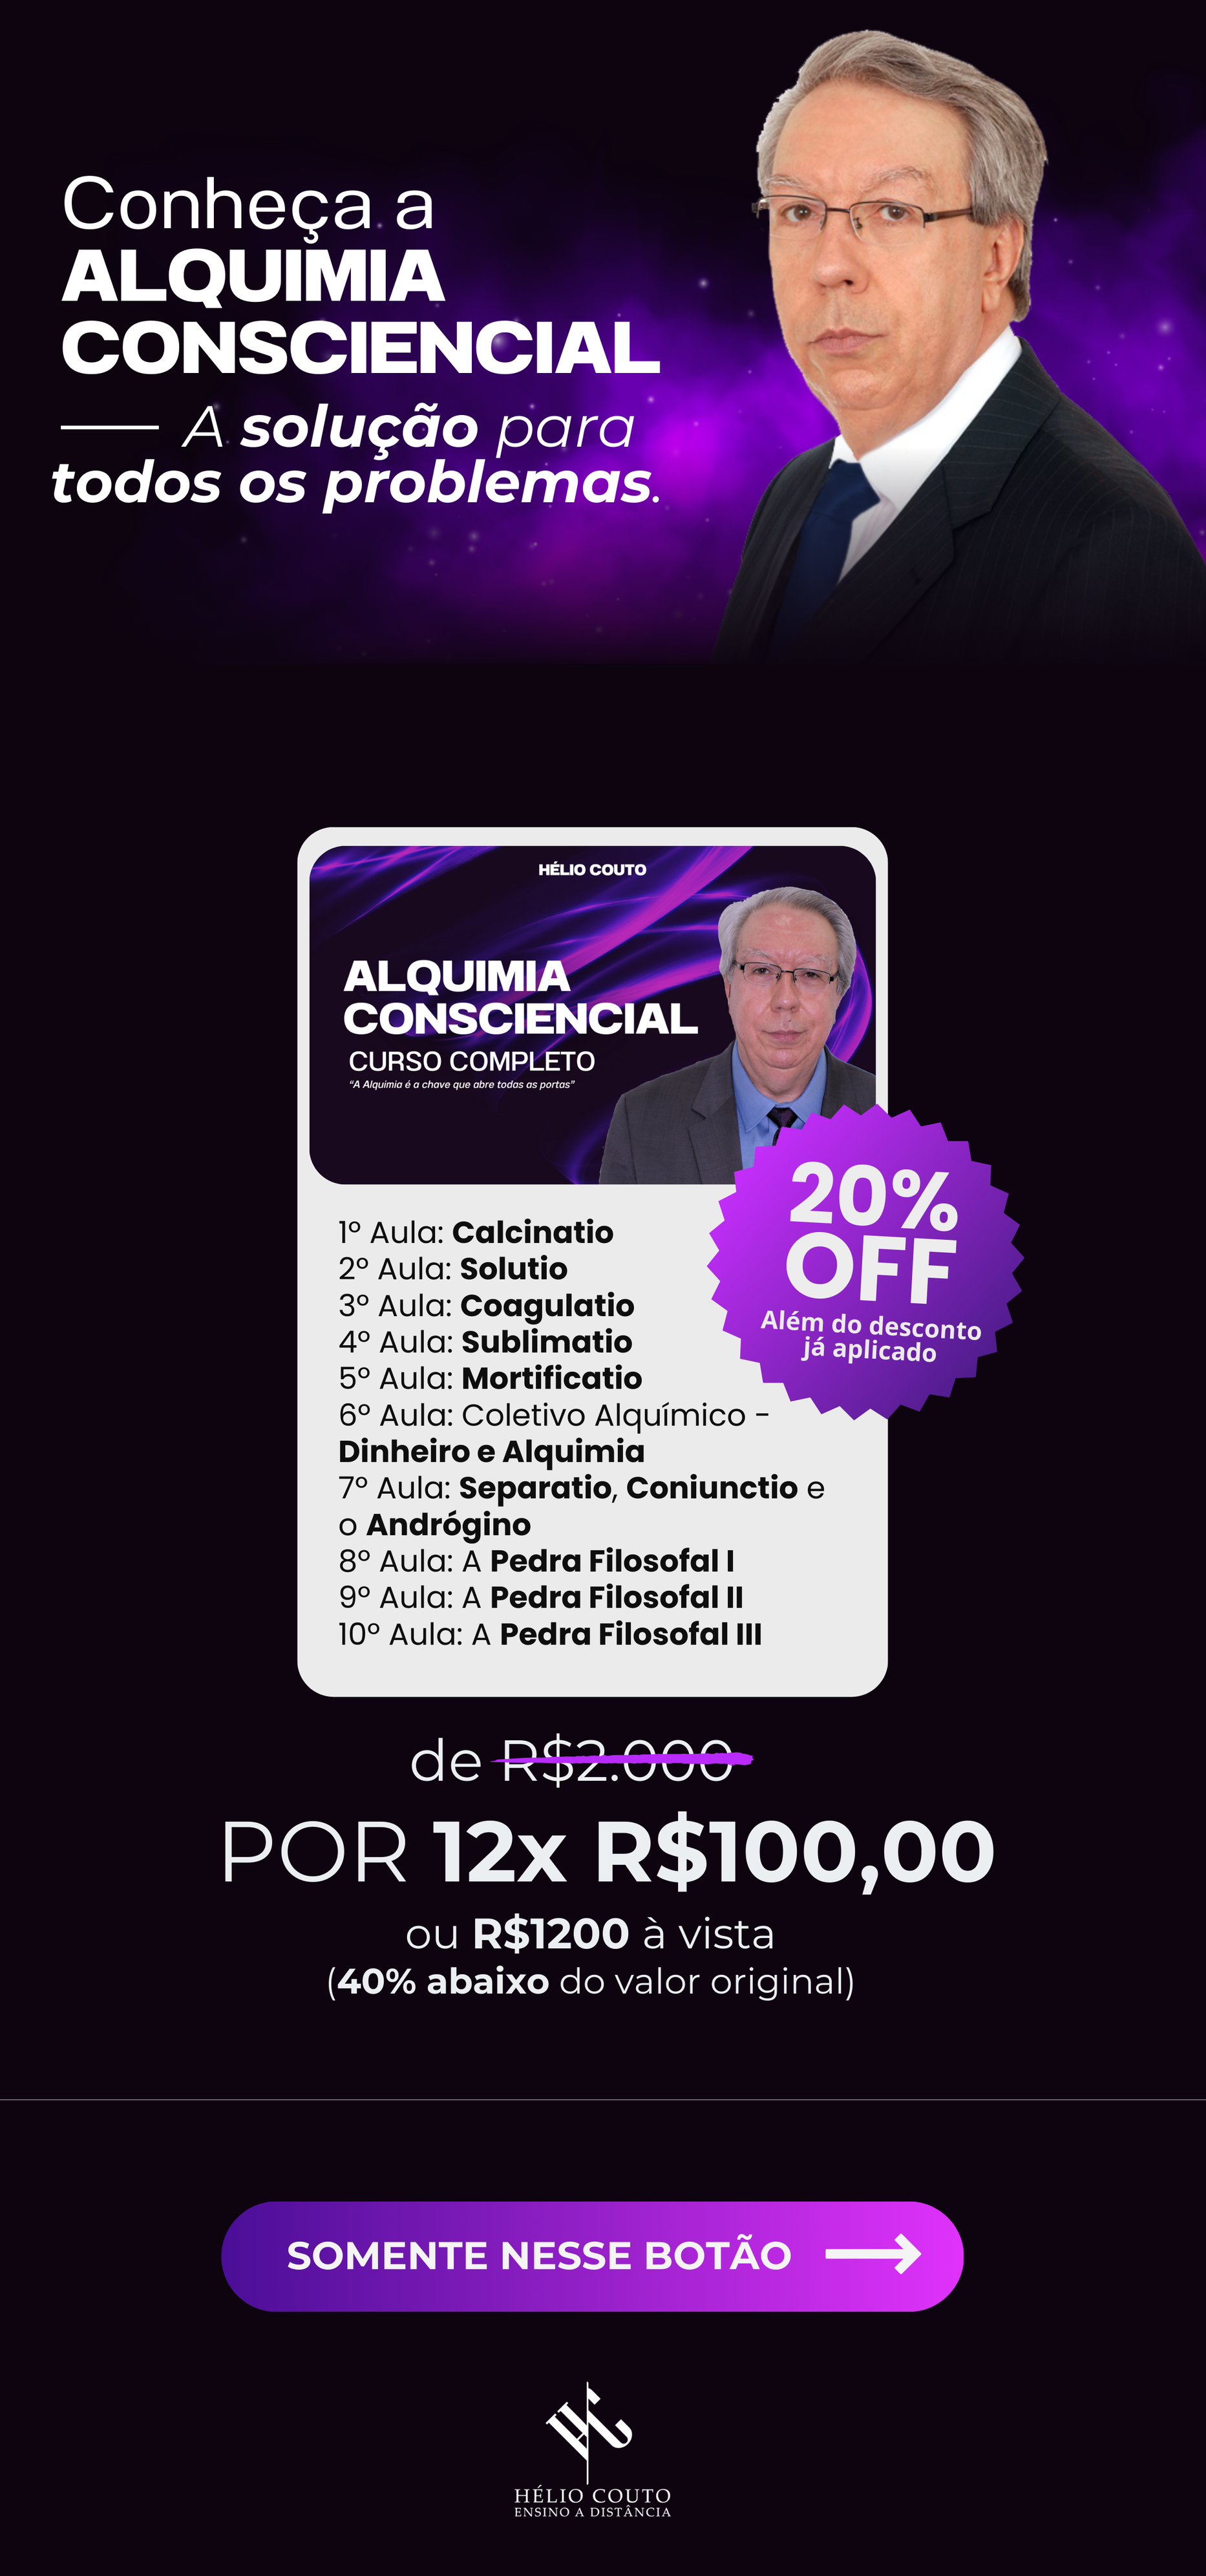 Conheça a
ALQUIMIA
CONSCIENCIAL
A solução para
todos os problemas.
HÉLIO COUTO
ALQUIMIA
CONSCIENCIAL
CURSO COMPLETO
"A Alquimia é a chave que abre todas as portas"
20%
OFF
Além do desconto
já aplicado
1º Aula: Calcinatio
2º Aula: Solutio
3º Aula: Coagulatio
4º Aula: Sublimatio
5º Aula: Mortificatio
6º Aula: Coletivo Alquímico -
Dinheiro e Alquimia
7º Aula: Separatio, Coniunctio e
o Andrógino
8º Aula: A Pedra Filosofal I
9º Aula: A Pedra Filosofal II
10º Aula: A Pedra Filosofal III
de R$2.000
POR 12x R$100,00
ou R$1200 à vista
(40% abaixo do valor original)
SOMENTE NESSE BOTÃO
HC
HÉLIO COUTO
ENSINO A DISTÂNCIA